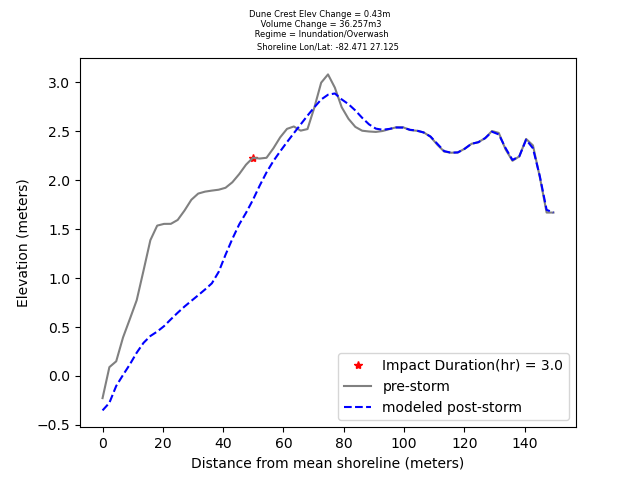 Dune Crest Elev Change = 0.43m
Volume Change = 36.257m3
Regime = Inundation/Overwash
Shoreline Lon/Lat: -82.471 27.125
3.0
2.5
2.0
1.5
1.0
0.5
0.0
−0.5
Elevation (meters)
Impact Duration(hr) = 3.0
pre-storm
modeled post-storm
0 20 40 60 80 100 120 140
Distance from mean shoreline (meters)